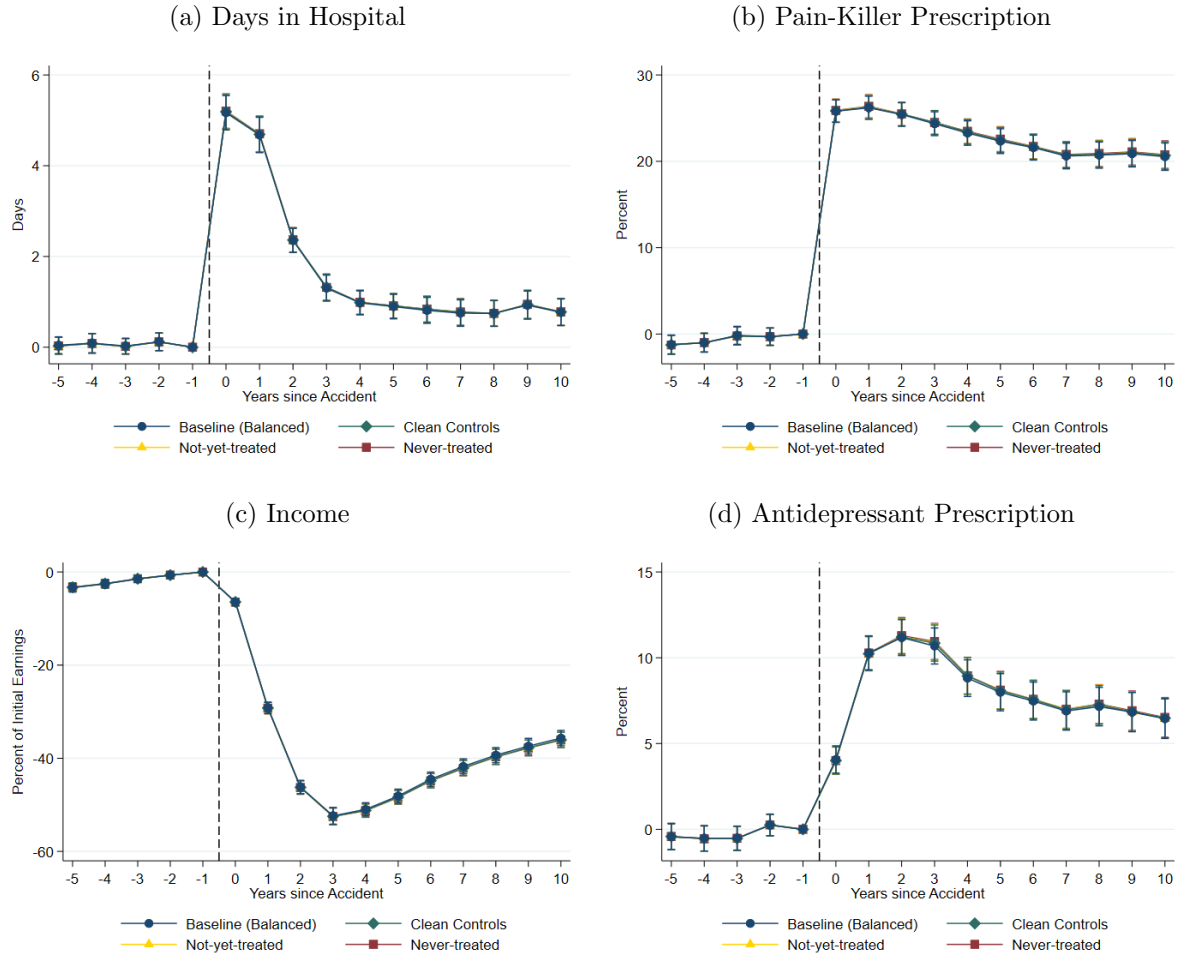 (a) Days in Hospital
6
4
2
0
Days
-5 -4 -3 -2 -1 0 1 2 3 4 5 6 7 8 9 10
Years since Accident
Baseline (Balanced) Clean Controls
Not-yet-treated Never-treated
(b) Pain-Killer Prescription
30
20
10
0
Percent
-5 -4 -3 -2 -1 0 1 2 3 4 5 6 7 8 9 10
Years since Accident
Baseline (Balanced) Clean Controls
Not-yet-treated Never-treated
(c) Income
0
-20
-40
-60
Percent of Initial Earnings
-5 -4 -3 -2 -1 0 1 2 3 4 5 6 7 8 9 10
Years since Accident
Baseline (Balanced) Clean Controls
Not-yet-treated Never-treated
(d) Antidepressant Prescription
15
10
5
0
Percent
-5 -4 -3 -2 -1 0 1 2 3 4 5 6 7 8 9 10
Years since Accident
Baseline (Balanced) Clean Controls
Not-yet-treated Never-treated